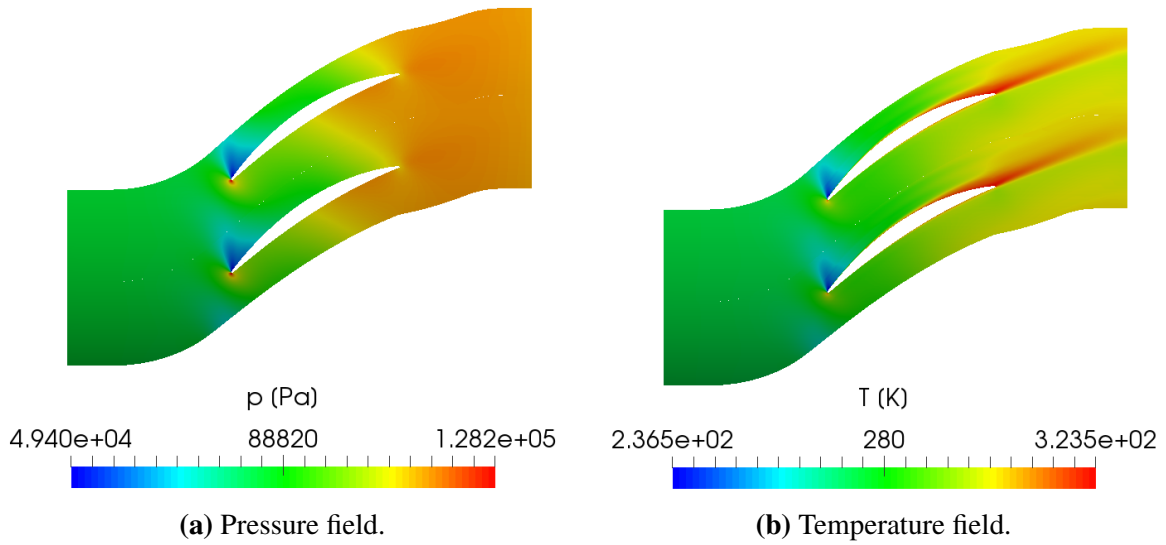 p (Pa)
4.940e+04 88820 1.282e+05
(a) Pressure field.
T (K)
2.365e+02 280 3.235e+02
(b) Temperature field.